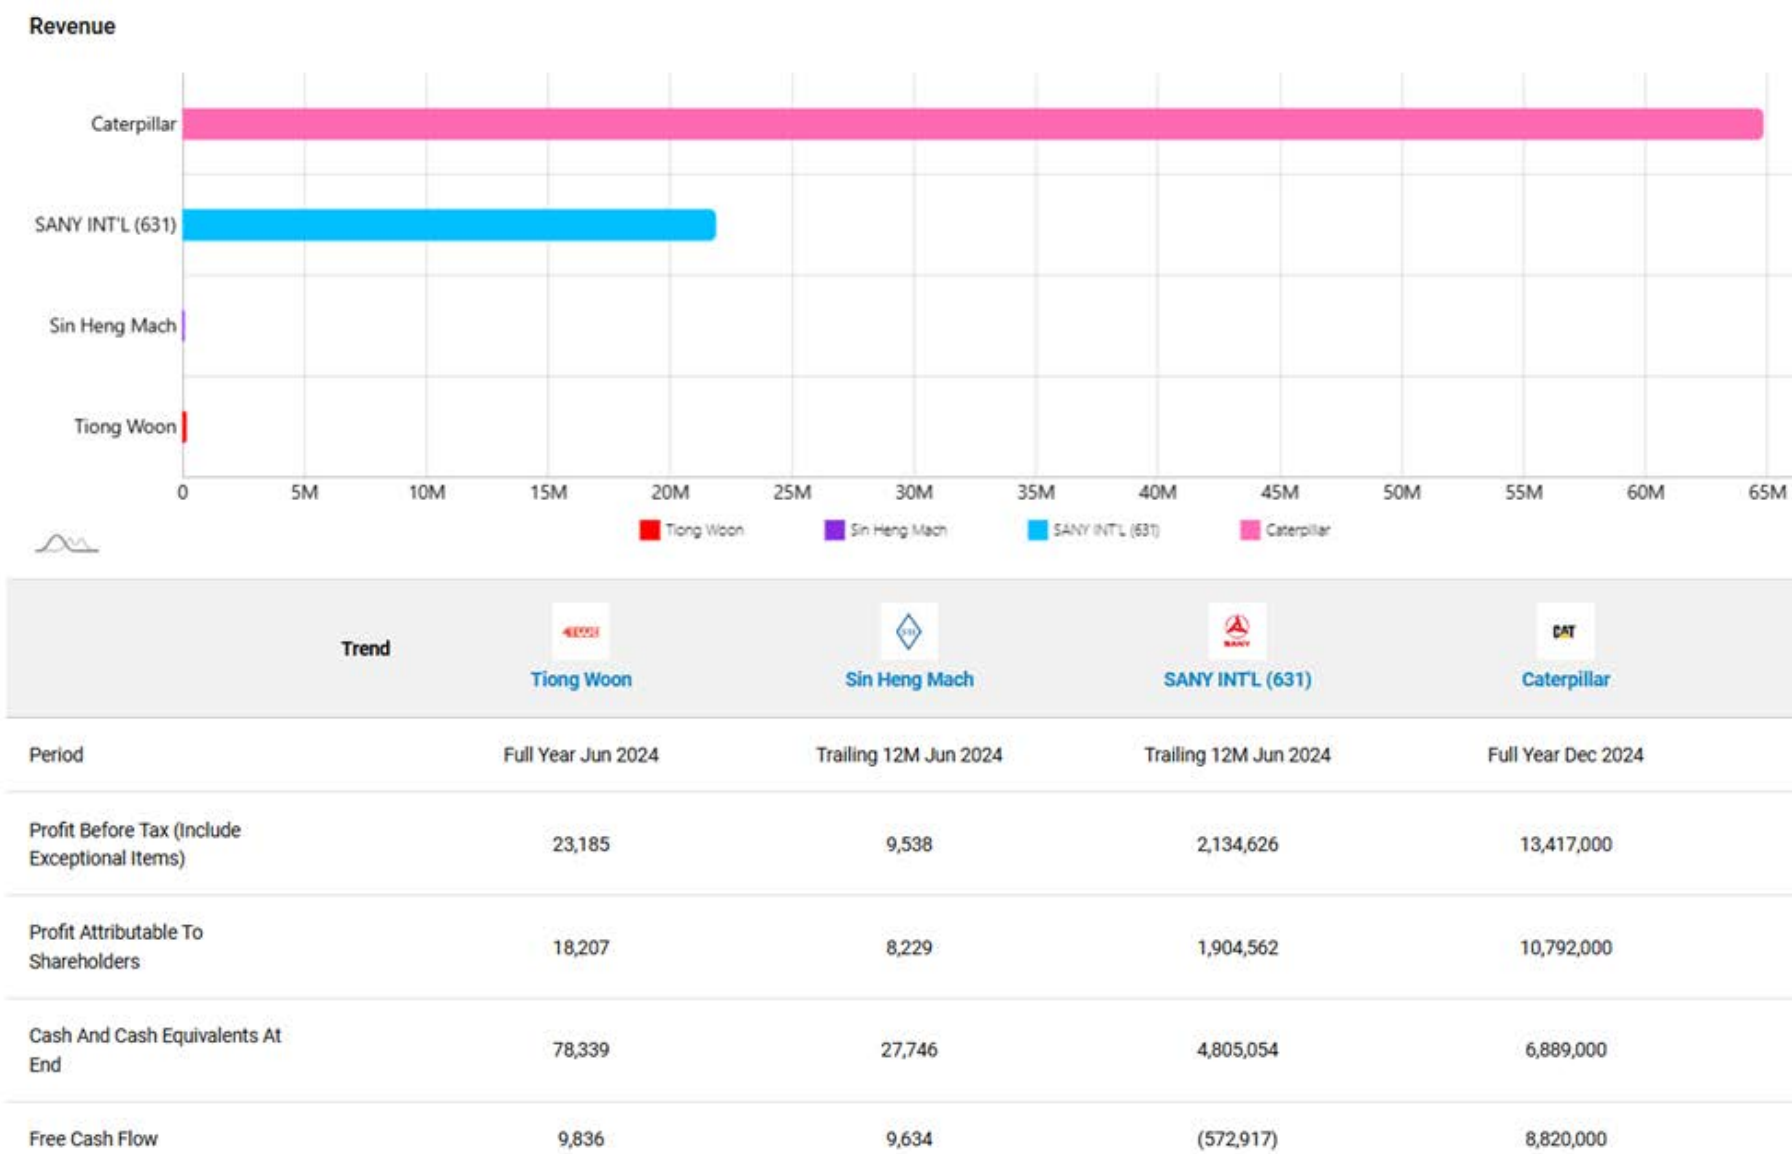 Revenue
Caterpillar
SANY INT'L (631)
Sin Heng Mach
Tiong Woon
0 5M 10M 15M 20M 25M 30M 35M 40M 45M 50M 55M 60M 65M
Tiong Woon Sin Heng Mach SANY INT'L (631) Caterpillar
CAT
SANY
Trend
Tiong Woon Sin Heng Mach SANY INT'L (631) Caterpillar
Period Full Year Jun 2024 Trailing 12M Jun 2024 Trailing 12M Jun 2024 Full Year Dec 2024
Profit Before Tax (Include
Exceptional Items) 23,185 9,538 2,134,626 13,417,000
Profit Attributable To
Shareholders 18,207 8,229 1,904,562 10,792,000
Cash And Cash Equivalents At
End 78,339 27,746 4,805,054 6,889,000
Free Cash Flow 9,836 9,634 (572,917) 8,820,000